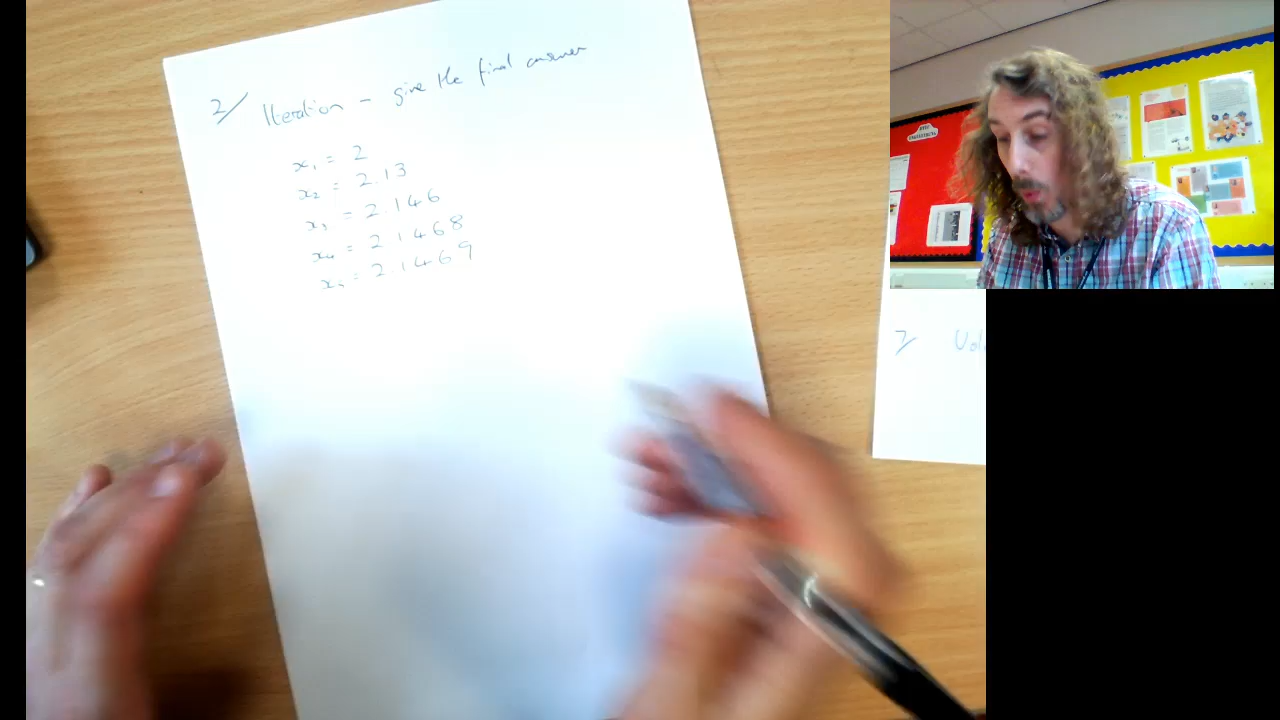 2/ Iteration - give the final answer
x₁ = 2
x₂ = 2.13
x₃ = 2.146
x₄ = 2.1468
x₅ = 2.1469
7/